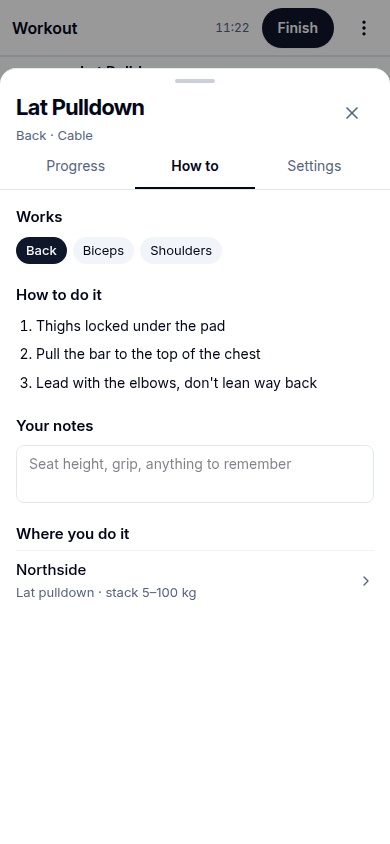 Workout
11:22
Finish
Lat Pulldown
Back · Cable
Progress
How to
Settings
Works
Back
Biceps
Shoulders
How to do it
1. Thighs locked under the pad
2. Pull the bar to the top of the chest
3. Lead with the elbows, don't lean way back
Your notes
Seat height, grip, anything to remember
Where you do it
Northside
Lat pulldown · stack 5–100 kg